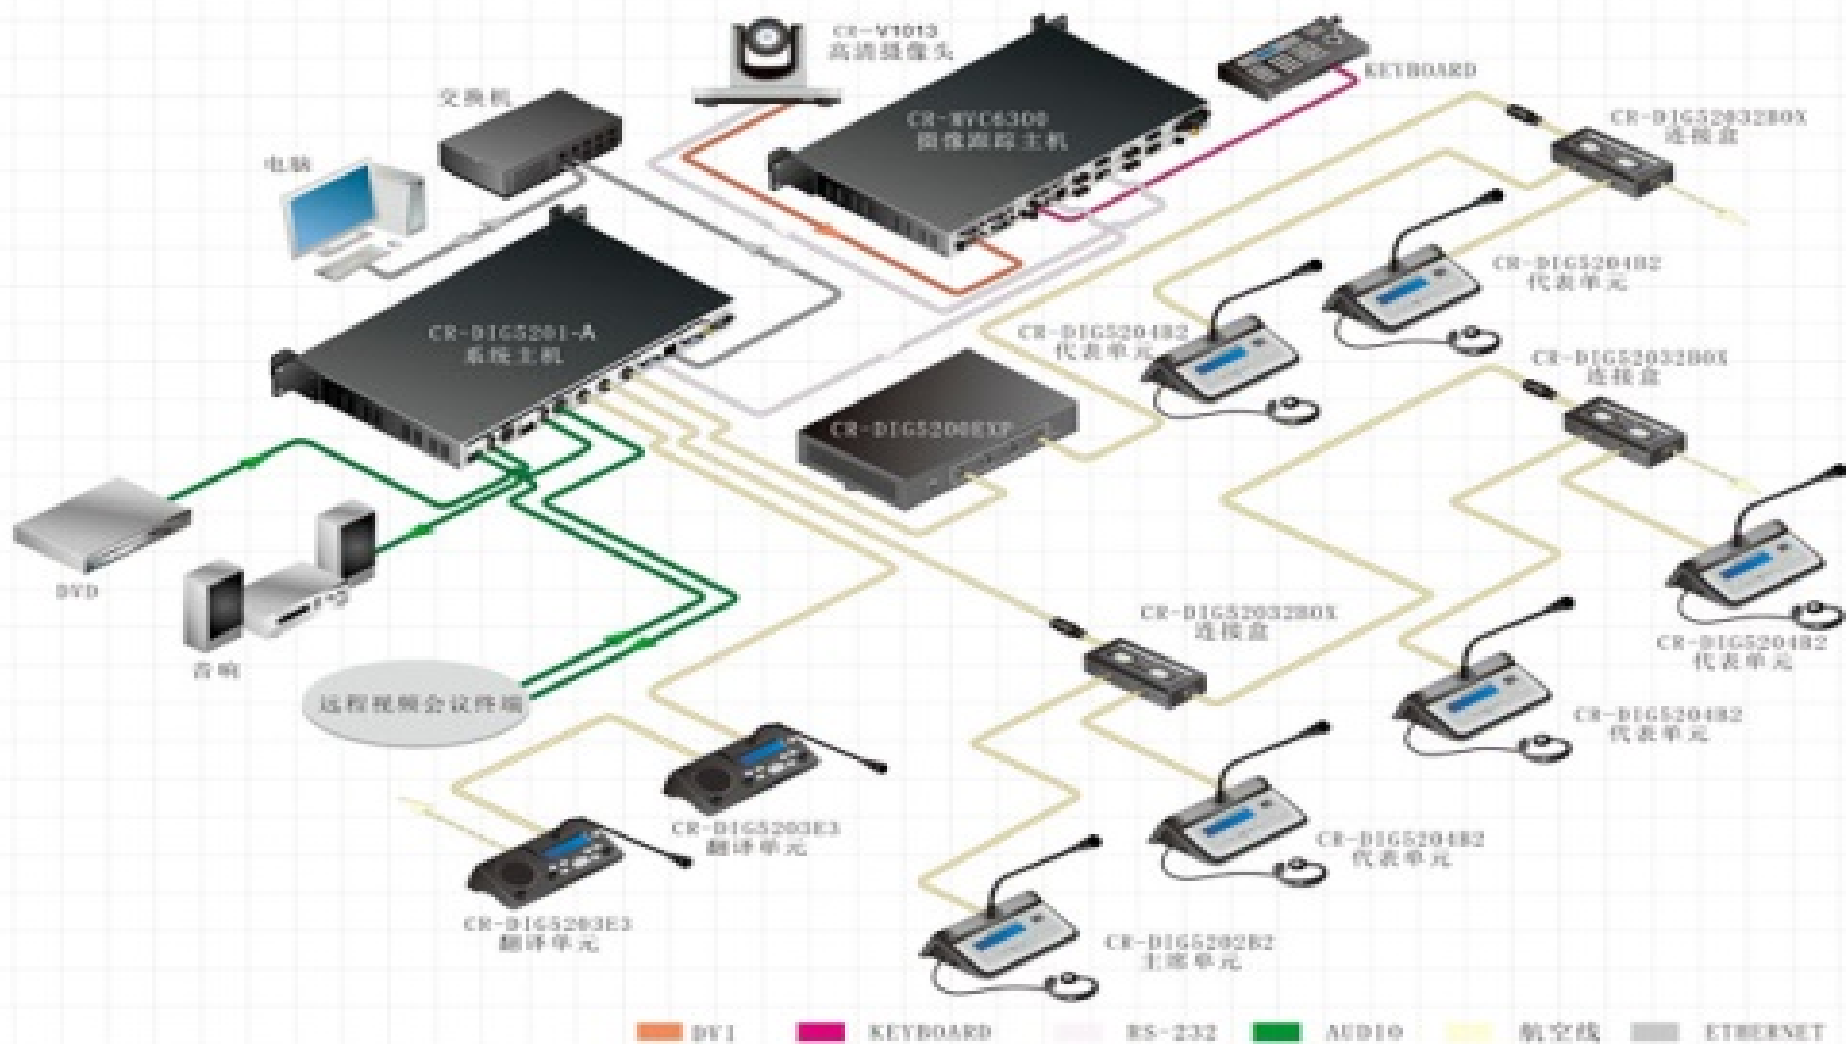 CR-V1013
高清摄像头
KEYBOARD
交换机
CR-MVC6300
摄像跟踪主机
CR-DIG52032BOX
连接盒
电脑
CR-DIG5204B2
代表单元
CR-DIG5201-A
系统主机
CR-DIG5204B2
代表单元
CR-DIG52032BOX
连接盒
CR-DIG5200EXP
DVD
音响
CR-DIG52032BOX
连接盒
CR-DIG5204B2
代表单元
远程视频会议终端
CR-DIG5204B2
代表单元
CR-DIG5203E3
翻译单元
CR-DIG5204B2
代表单元
CR-DIG5203E3
翻译单元
CR-DIG5202B2
主席单元
DVI KEYBOARD RS-232 AUDIO 航空线 ETHERNET